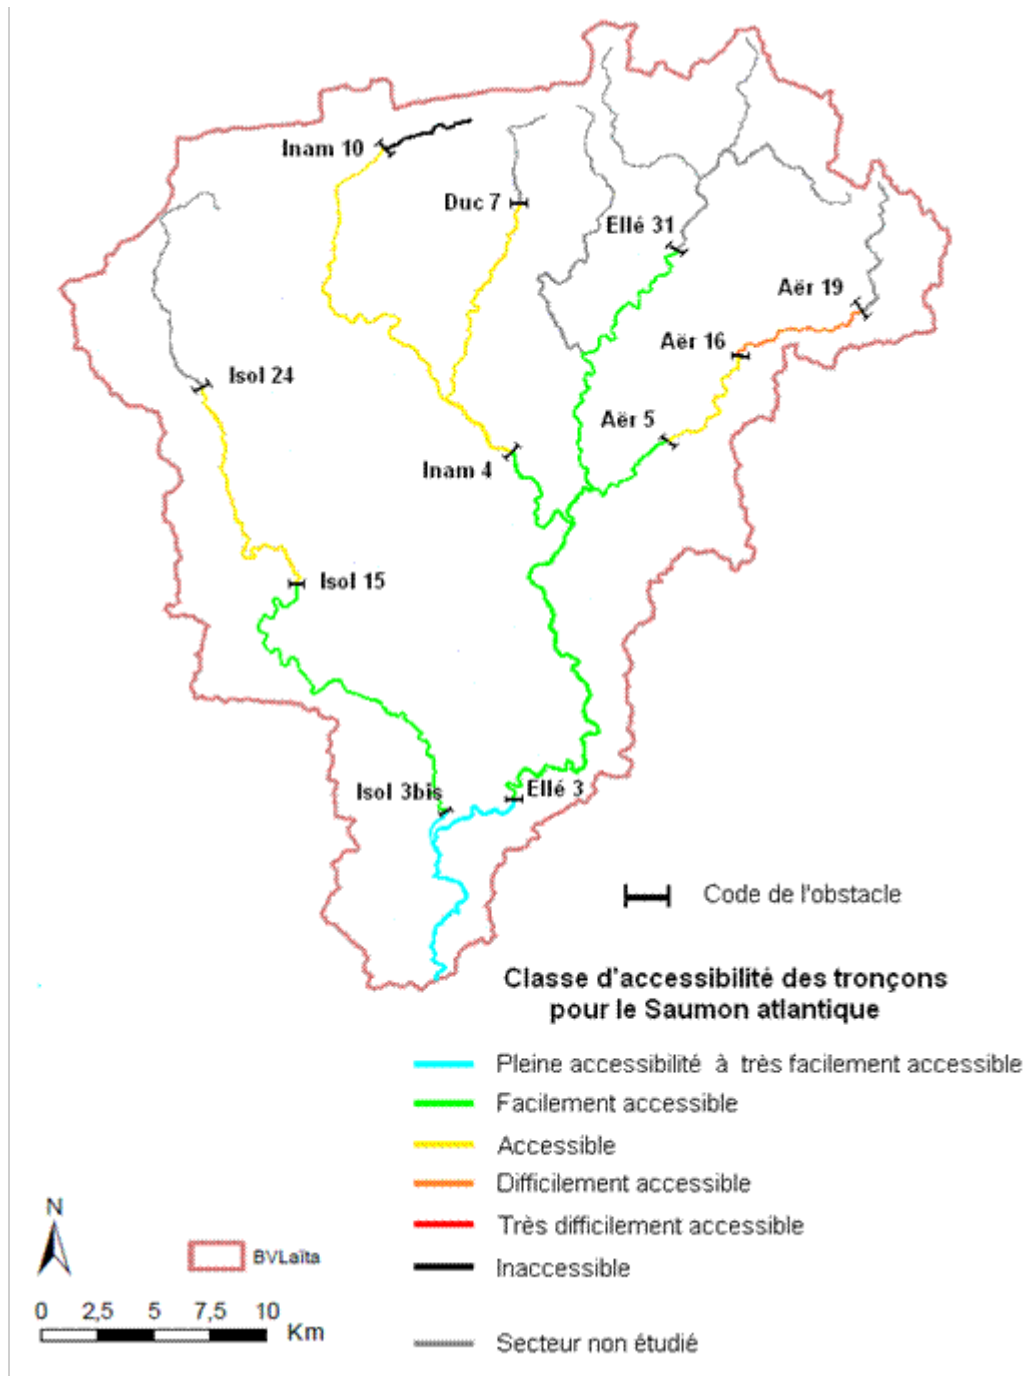 Inam 10
Duc 7
Ellé 31
Aër 19
Aër 16
Isol 24
Aër 5
Inam 4
Isol 15
Isol 3bis
Ellé 3
Code de l'obstacle
Classe d'accessibilité des tronçons
pour le Saumon atlantique
Pleine accessibilité à très facilement accessible
Facilement accessible
Accessible
Difficilement accessible
Très difficilement accessible
Inaccessible
Secteur non étudié
N
BVLaïta
0 2,5 5 7,5 10
Km